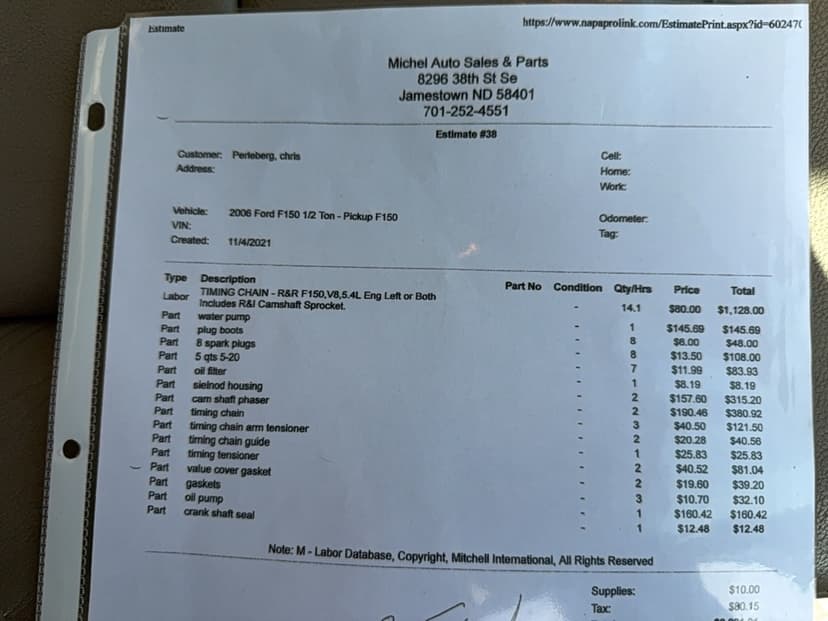 Estimate
https://www.napaprolink.com/EstimatePrint.aspx?id=602470
Michel Auto Sales & Parts
8296 38th St Se
Jamestown ND 58401
701-252-4551
Estimate #38
Customer: Perleberg, chris Cell:
Address: Home:
Work:
Vehicle: 2006 Ford F150 1/2 Ton - Pickup F150 Odometer:
VIN: Tag:
Created: 11/4/2021
Type Description Part No Condition Qty/Hrs Price Total
Labor TIMING CHAIN - R&R F150,V8,5.4L Eng Left or Both - 14.1 $80.00 $1,128.00
Includes R&I Camshaft Sprocket.
Part water pump - 1 $145.69 $145.69
Part plug boots - 8 $6.00 $48.00
Part 8 spark plugs - 8 $13.50 $108.00
Part 5 qts 5-20 - 7 $11.99 $83.93
Part oil filter - 1 $8.19 $8.19
Part sielnod housing - 2 $157.60 $315.20
Part cam shaft phaser - 2 $190.46 $380.92
Part timing chain - 3 $40.50 $121.50
Part timing chain arm tensioner - 2 $20.28 $40.56
Part timing chain guide - 1 $25.83 $25.83
Part timing tensioner - 2 $40.52 $81.04
Part value cover gasket - 2 $19.60 $39.20
Part gaskets - 3 $10.70 $32.10
Part oil pump - 1 $160.42 $160.42
Part crank shaft seal - 1 $12.48 $12.48
Note: M - Labor Database, Copyright, Mitchell International, All Rights Reserved
Supplies: $10.00
Tax: $80.15